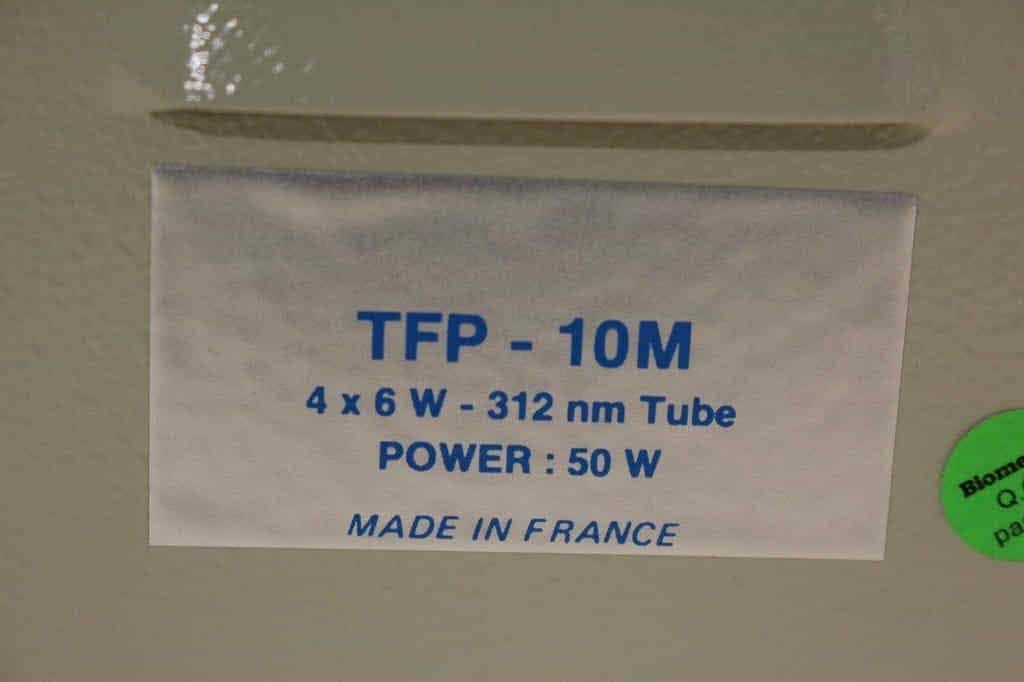 TFP - 10M
4 x 6 W - 312 nm Tube
POWER : 50 W
MADE IN FRANCE